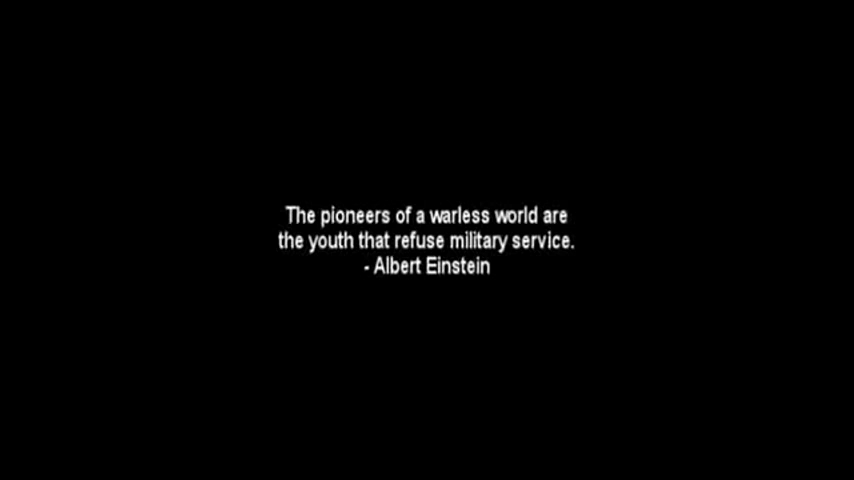 The pioneers of a warless world are
the youth that refuse military service.
- Albert Einstein